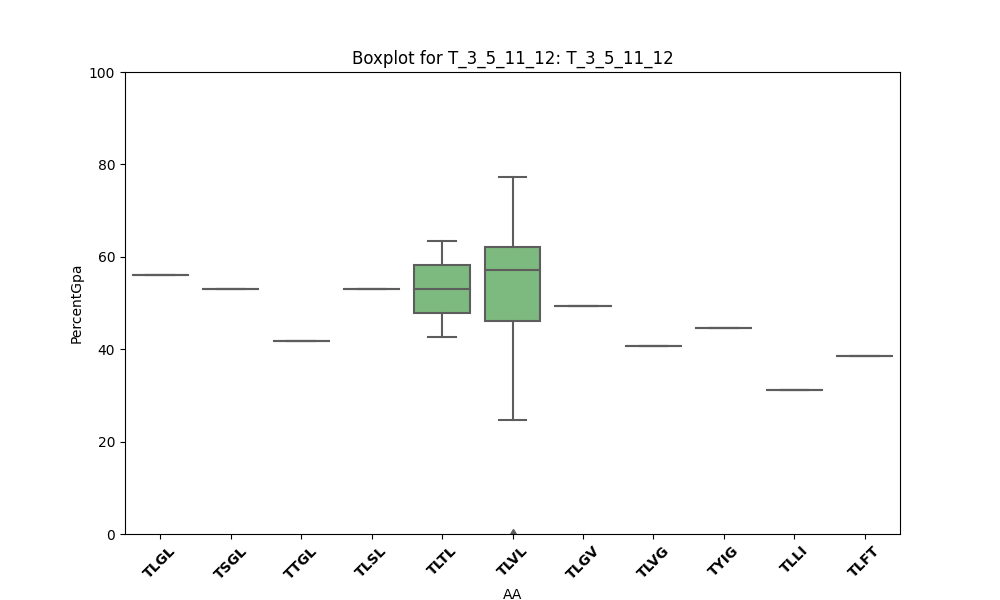 Boxplot for T_3_5_11_12: T_3_5_11_12
100
80
60
40
20
0
PercentGpa
TLGL TSGL TTGL TLSL TLTL TLVL TLGV TLVG TYIG TLLI TLFT
AA